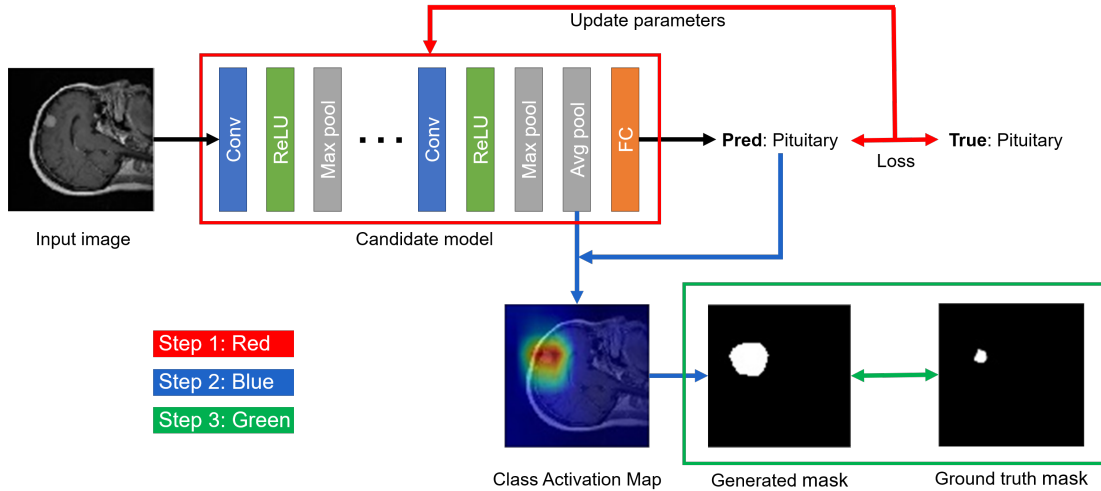 Update parameters
Conv
ReLU
Max pool
...
Conv
ReLU
Max pool
Avg pool
FC
Pred: Pituitary
Loss
True: Pituitary
Input image
Candidate model
Step 1: Red
Step 2: Blue
Step 3: Green
Class Activation Map
Generated mask
Ground truth mask